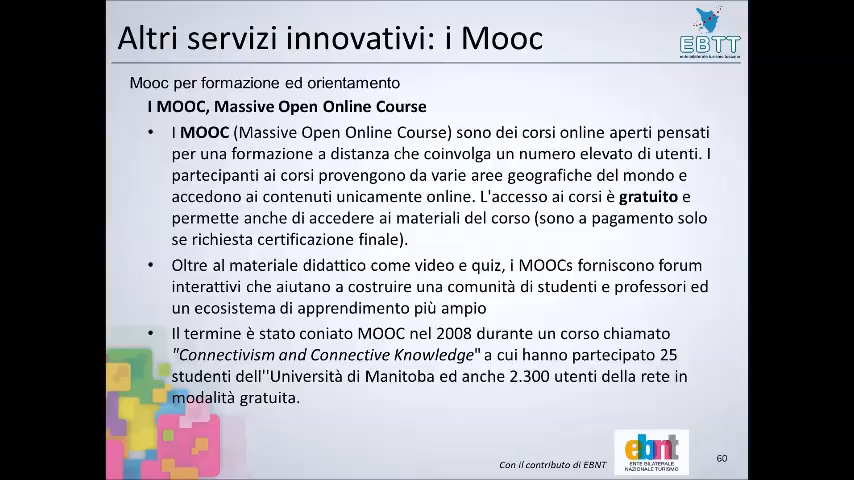 Altri servizi innovativi: i Mooc
EBTT
ente bilaterale turismo toscano
Mooc per formazione ed orientamento
I MOOC, Massive Open Online Course
• I MOOC (Massive Open Online Course) sono dei corsi online aperti pensati
per una formazione a distanza che coinvolga un numero elevato di utenti. I
partecipanti ai corsi provengono da varie aree geografiche del mondo e
accedono ai contenuti unicamente online. L'accesso ai corsi è gratuito e
permette anche di accedere ai materiali del corso (sono a pagamento solo
se richiesta certificazione finale).
• Oltre al materiale didattico come video e quiz, i MOOCs forniscono forum
interattivi che aiutano a costruire una comunità di studenti e professori ed
un ecosistema di apprendimento più ampio
• Il termine è stato coniato MOOC nel 2008 durante un corso chiamato
"Connectivism and Connective Knowledge" a cui hanno partecipato 25
studenti dell''Università di Manitoba ed anche 2.300 utenti della rete in
modalità gratuita.
Con il contributo di EBNT
ebnt
ENTE BILATERALE
NAZIONALE TURISMO
60